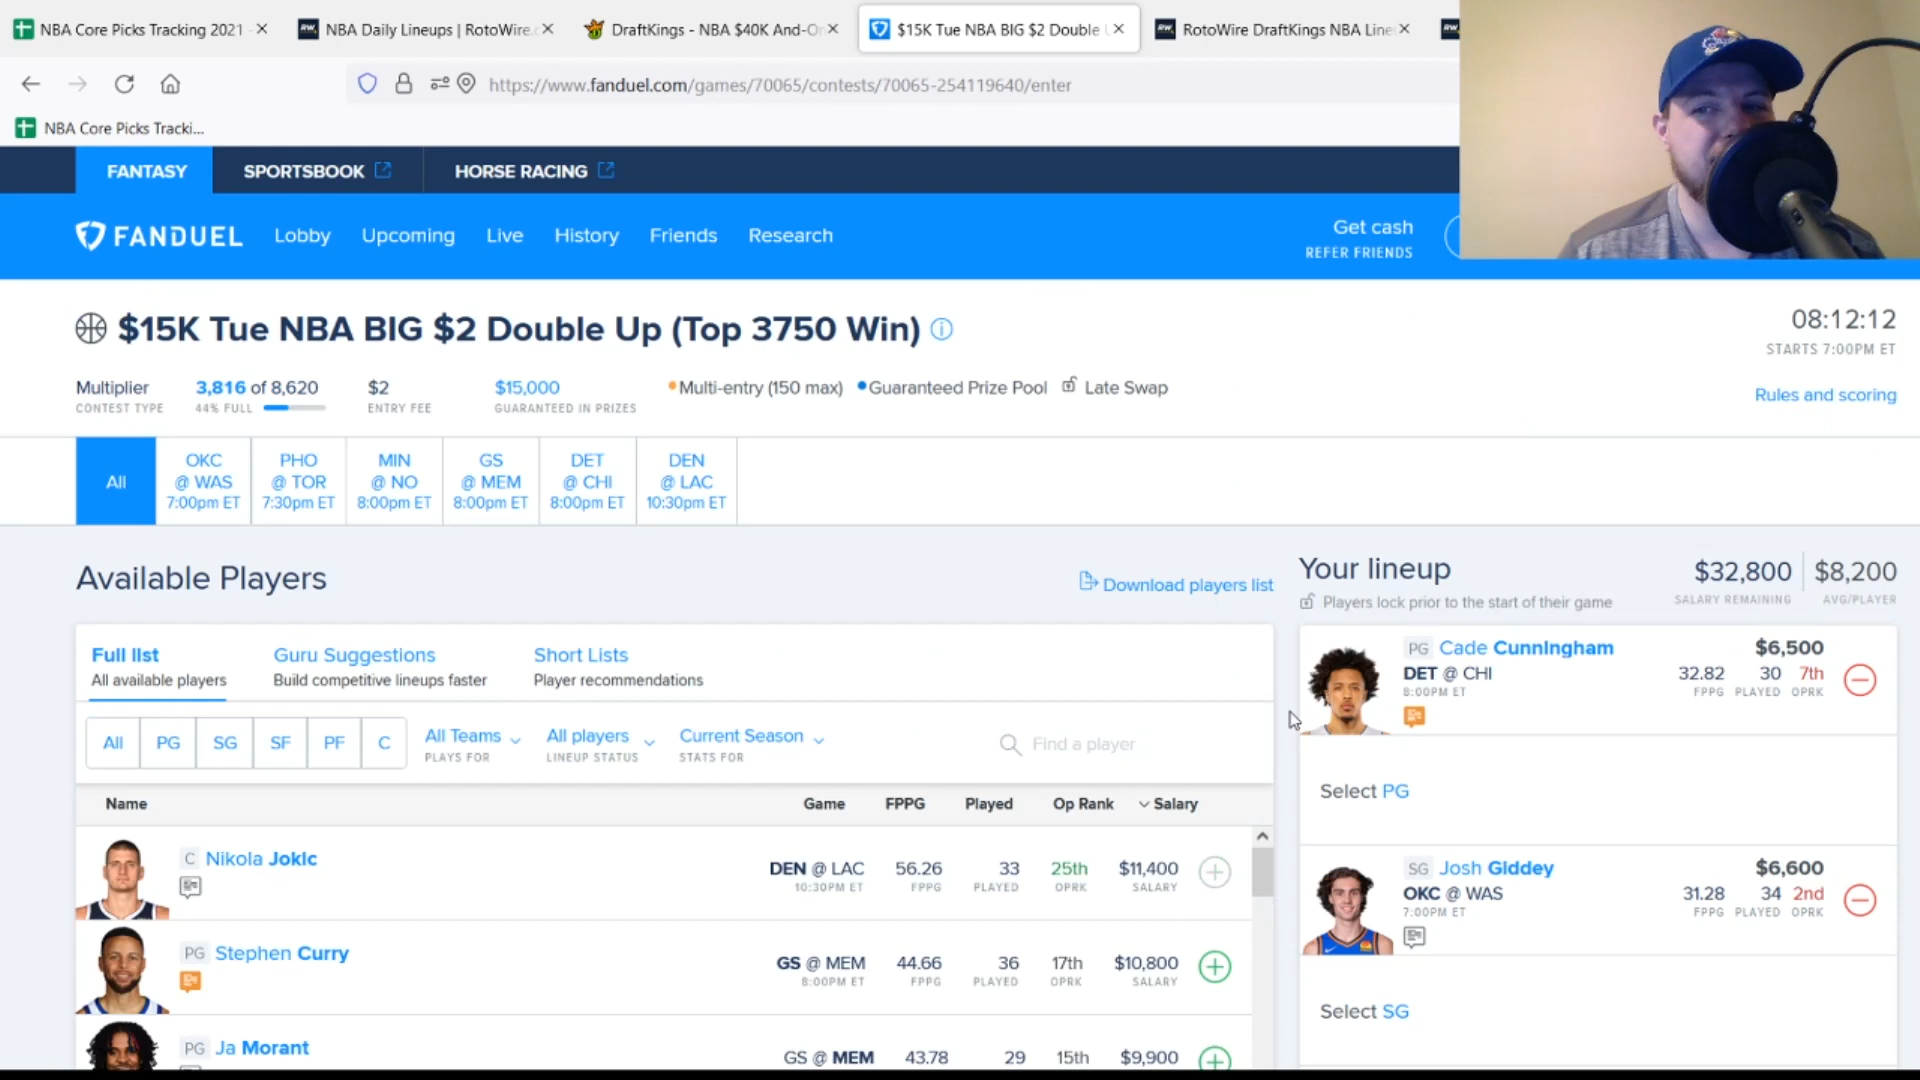 NBA Core Picks Tracking 2021
NBA Daily Lineups | RotoWire.c
DraftKings - NBA $40K And-O
$15K Tue NBA BIG $2 Double
RotoWire DraftKings NBA Line
https://www.fanduel.com/games/70065/contests/70065-254119640/enter
NBA Core Picks Tracki...
FANTASY SPORTSBOOK HORSE RACING
FANDUEL Lobby Upcoming Live History Friends Research
Get cash
REFER FRIENDS
$15K Tue NBA BIG $2 Double Up (Top 3750 Win)
08:12:12
STARTS 7:00PM ET
Multiplier 3,816 of 8,620 $2 $15,000 Multi-entry (150 max) Guaranteed Prize Pool Late Swap
CONTEST TYPE 44% FULL ENTRY FEE GUARANTEED IN PRIZES
Rules and scoring
All
OKC
@ WAS
7:00pm ET
PHO
@ TOR
7:30pm ET
MIN
@ NO
8:00pm ET
GS
@ MEM
8:00pm ET
DET
@ CHI
8:00pm ET
DEN
@ LAC
10:30pm ET
Available Players
Download players list
Full list Guru Suggestions Short Lists
All available players Build competitive lineups faster Player recommendations
All PG SG SF PF C
All Teams All players Current Season
PLAYS FOR LINEUP STATUS STATS FOR
Find a player
Name Game FPPG Played Op Rank Salary
C Nikola Jokic DEN @ LAC 56.26 33 25th $11,400
10:30PM ET FPPG PLAYED OPRK SALARY
PG Stephen Curry GS @ MEM 44.66 36 17th $10,800
8:00PM ET FPPG PLAYED OPRK SALARY
PG Ja Morant GS @ MEM 43.78 29 15th $9,900
Your lineup $32,800 $8,200
Players lock prior to the start of their game SALARY REMAINING AVG/PLAYER
PG Cade Cunningham $6,500
DET @ CHI 32.82 30 7th
8:00PM ET FPPG PLAYED OPRK
Select PG
SG Josh Giddey $6,600
OKC @ WAS 31.28 34 2nd
7:00PM ET FPPG PLAYED OPRK
Select SG